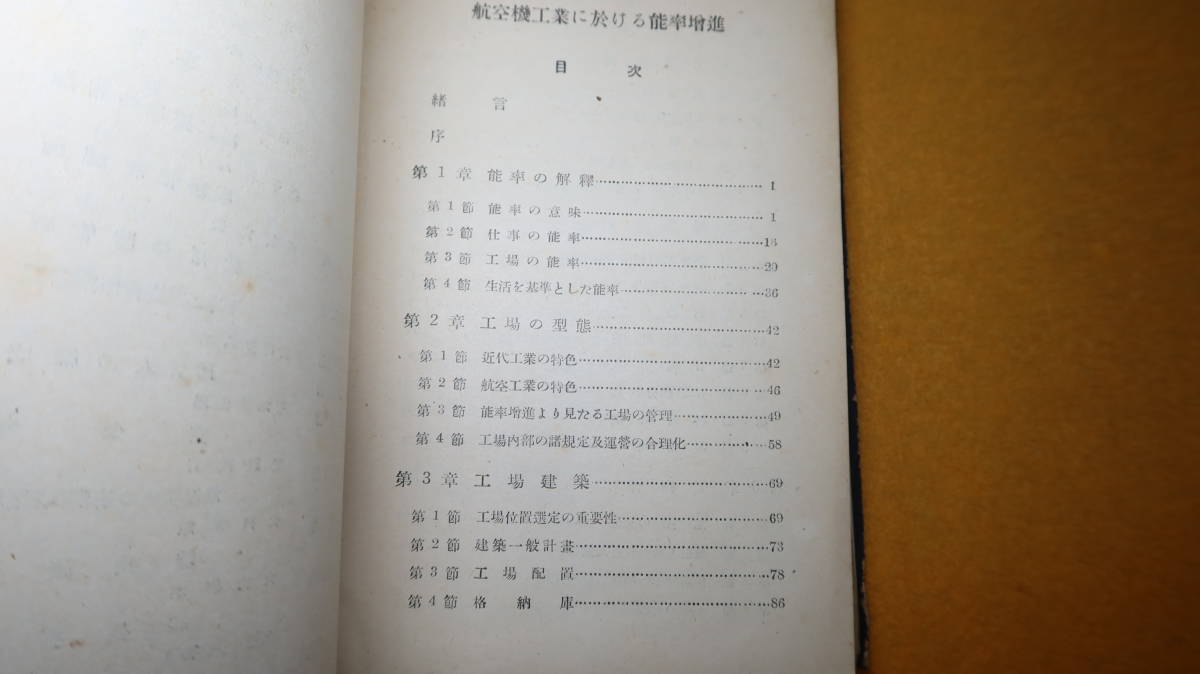 航空機工業に於ける能率增進
目次
緒言
序
第1章 能率の解釋……………………………………1
第1節 能率の意味……………………………………1
第2節 仕事の能率……………………………………18
第3節 工場の能率……………………………………29
第4節 生活を基準とした能率……………………………36
第2章 工場の型態……………………………………42
第1節 近代工業の特色…………………………………42
第2節 航空工業の特色…………………………………46
第3節 能率增進より見たる工場の管理…………………49
第4節 工場內部の諸規定及運營の合理化………………58
第3章 工場建築……………………………………69
第1節 工場位置選定の重要性……………………………69
第2節 建築一般計畫……………………………………73
第3節 工場配置……………………………………78
第4節 格納庫……………………………………86